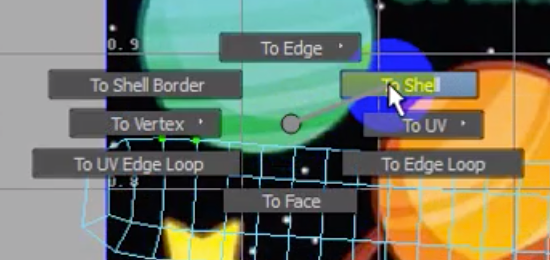 0.9
To Edge
To Shell Border
To Shell
To Vertex
To UV
To UV Edge Loop
To Edge Loop
0.8
To Face